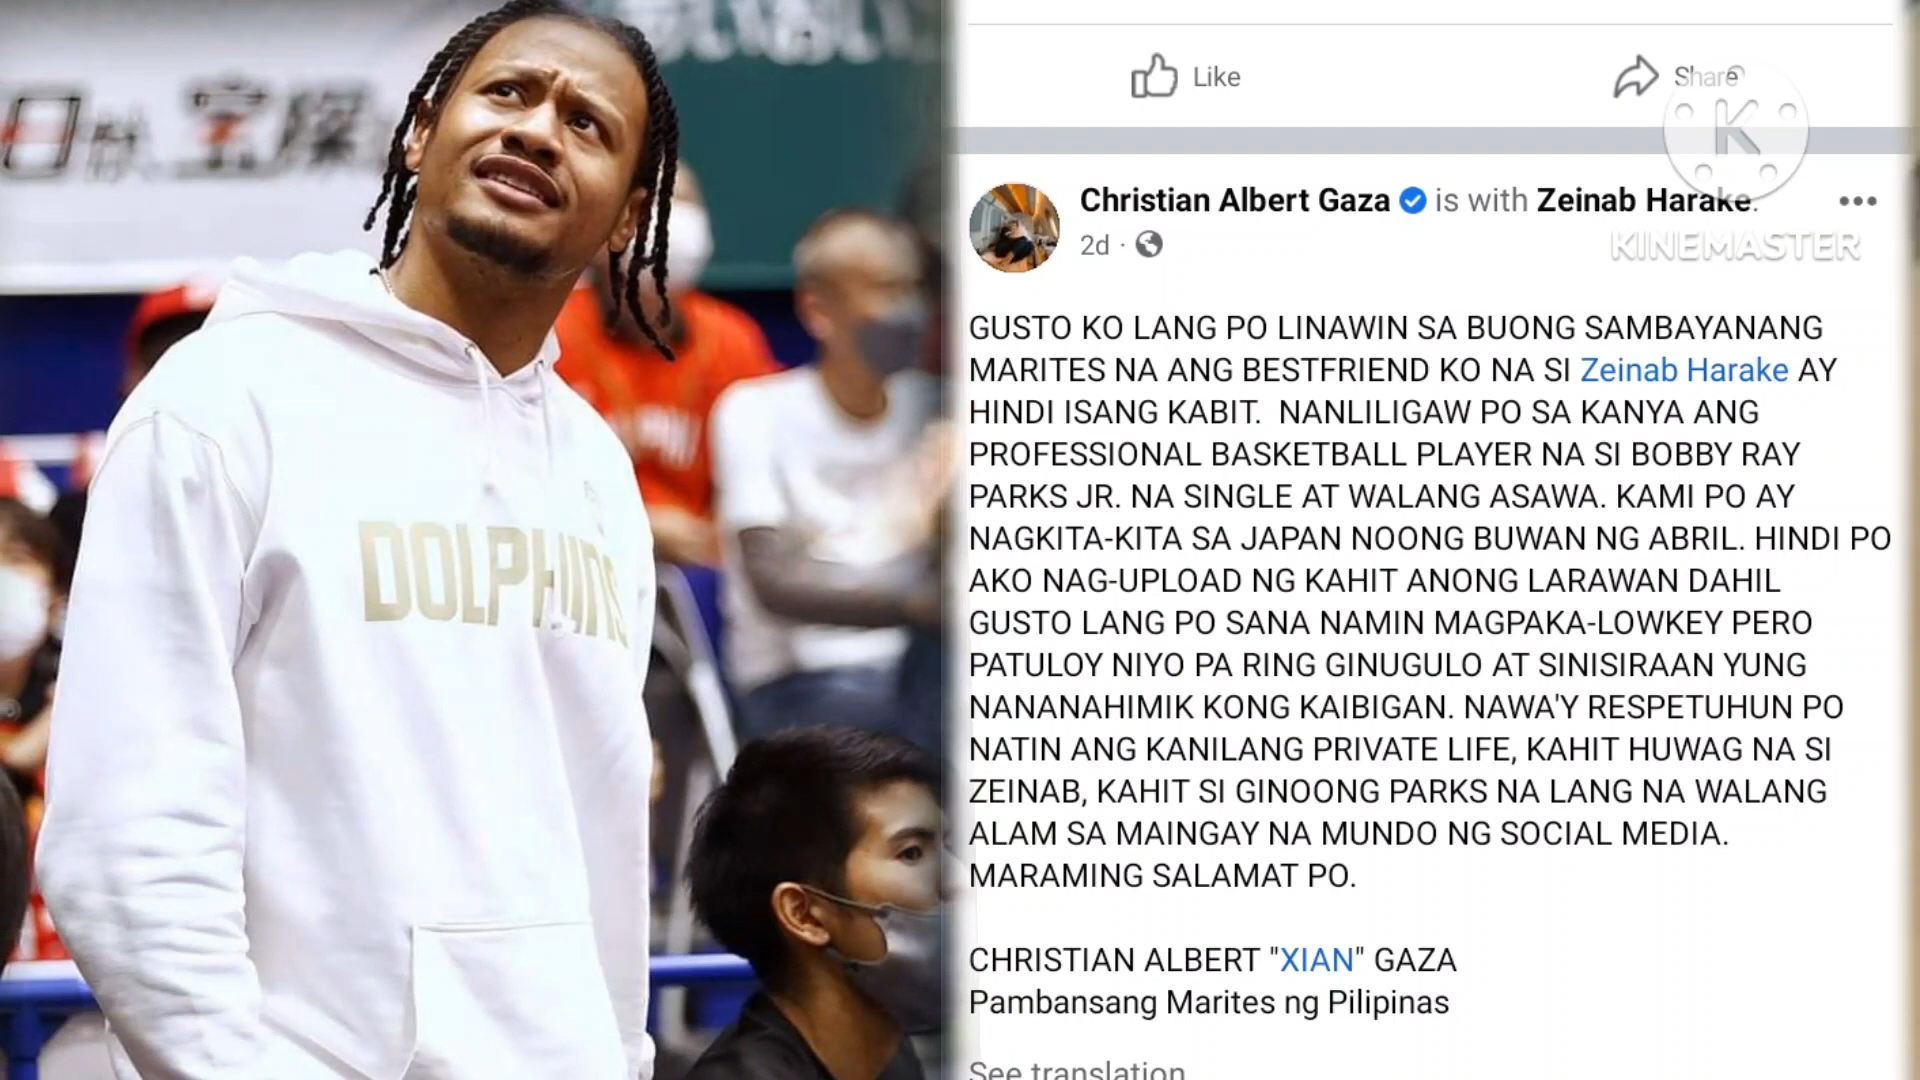 DOLPHINS
Like
Share
K
KINEMASTER
Christian Albert Gaza is with Zeinab Harake.
2d ·
GUSTO KO LANG PO LINAWIN SA BUONG SAMBAYANANG
MARITES NA ANG BESTFRIEND KO NA SI Zeinab Harake AY
HINDI ISANG KABIT. NANLILIGAW PO SA KANYA ANG
PROFESSIONAL BASKETBALL PLAYER NA SI BOBBY RAY
PARKS JR. NA SINGLE AT WALANG ASAWA. KAMI PO AY
NAGKITA-KITA SA JAPAN NOONG BUWAN NG ABRIL. HINDI PO
AKO NAG-UPLOAD NG KAHIT ANONG LARAWAN DAHIL
GUSTO LANG PO SANA NAMIN MAGPAKA-LOWKEY PERO
PATULOY NIYO PA RING GINUGULO AT SINISIRAAN YUNG
NANANAHIMIK KONG KAIBIGAN. NAWA'Y RESPETUHUN PO
NATIN ANG KANILANG PRIVATE LIFE, KAHIT HUWAG NA SI
ZEINAB, KAHIT SI GINOONG PARKS NA LANG NA WALANG
ALAM SA MAINGAY NA MUNDO NG SOCIAL MEDIA.
MARAMING SALAMAT PO.
CHRISTIAN ALBERT "XIAN" GAZA
Pambansang Marites ng Pilipinas
See translation